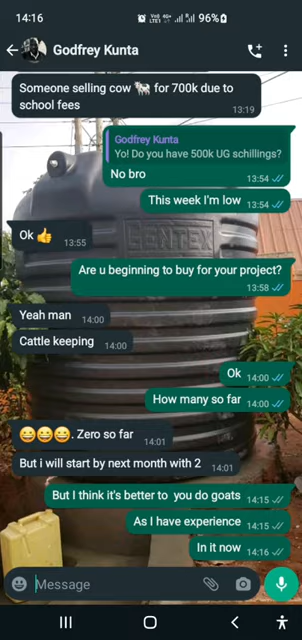 14:16
Vo)) 4G+
LTE1
96%
Godfrey Kunta
Someone selling cow 🐄 for 700k due to
school fees
13:19
Godfrey Kunta
Yo! Do you have 500k UG schillings?
No bro
13:54
This week I'm low
13:54
Ok 👍
13:55
GENTEX
Are u beginning to buy for your project?
13:58
Yeah man
14:00
Cattle keeping
14:00
Ok
14:00
How many so far
14:00
😀😀😀. Zero so far
14:01
But i will start by next month with 2
14:01
But I think it's better to  you do goats
14:15
As I have experience
14:15
In it now
14:16
Message